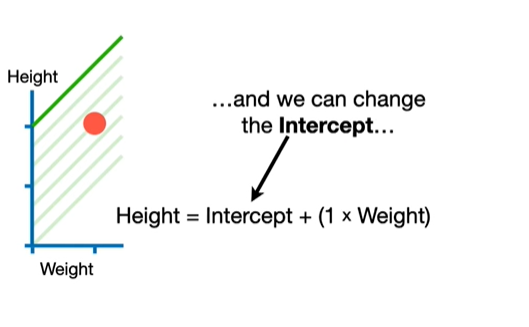 Height
…and we can change
the Intercept…
Height = Intercept + (1 × Weight)
Weight